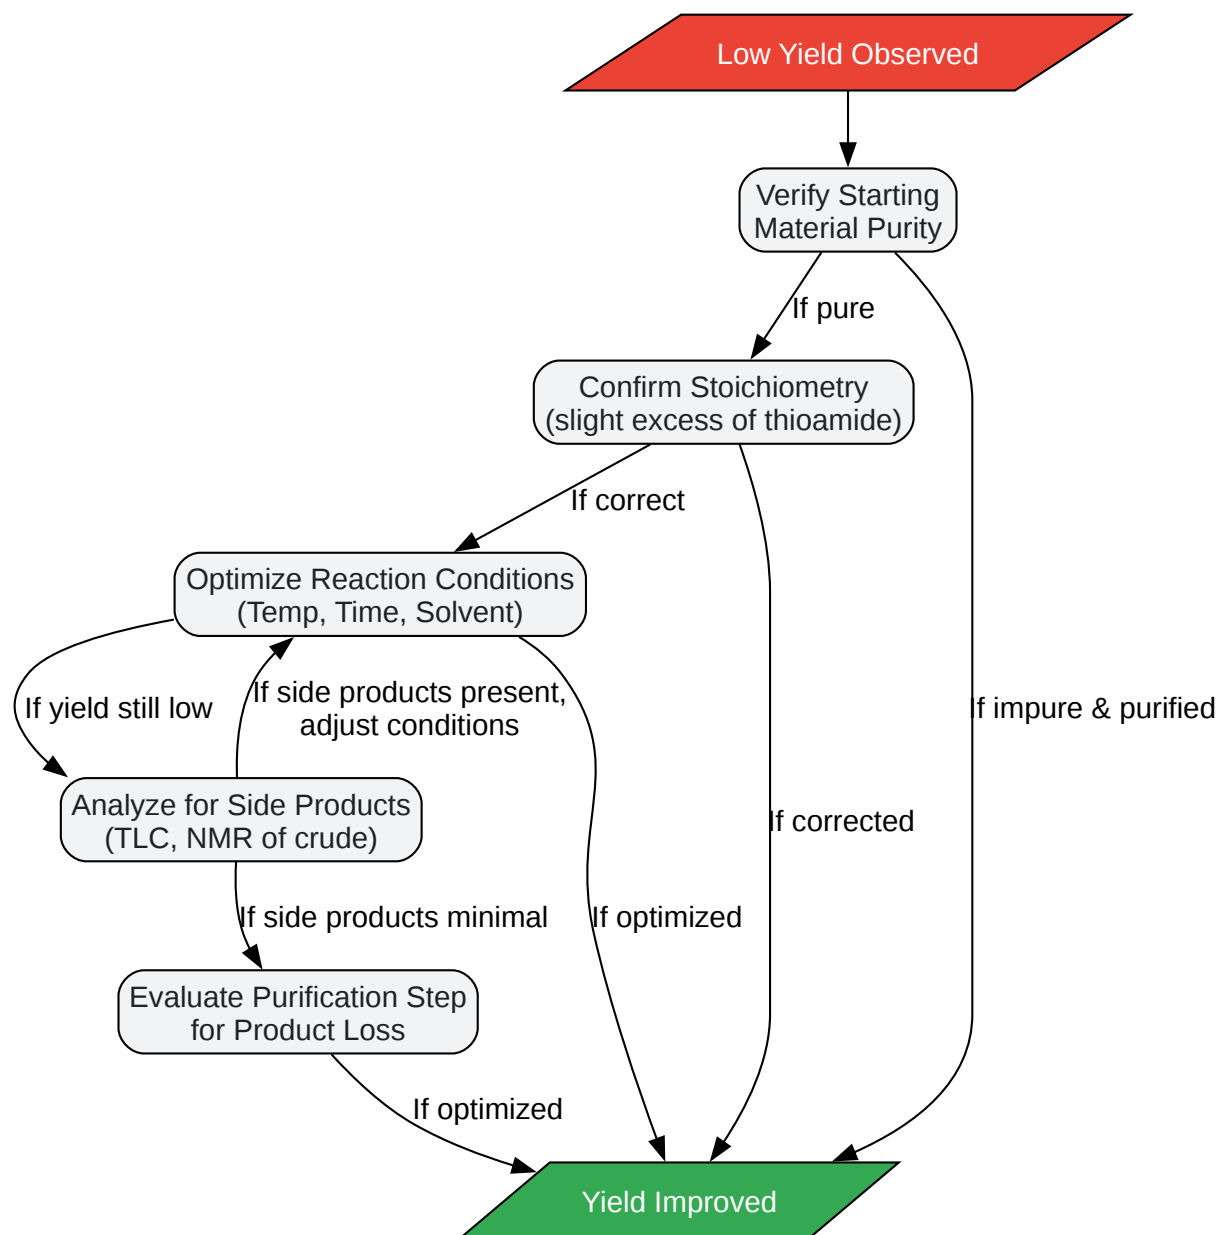 Low Yield Observed
Verify Starting
Material Purity
If pure
Confirm Stoichiometry
(slight excess of thioamide)
If correct
Optimize Reaction Conditions
(Temp, Time, Solvent)
If yield still low
If side products present,
adjust conditions
If impure & purified
Analyze for Side Products
(TLC, NMR of crude)
If corrected
If side products minimal
If optimized
Evaluate Purification Step
for Product Loss
If optimized
Yield Improved